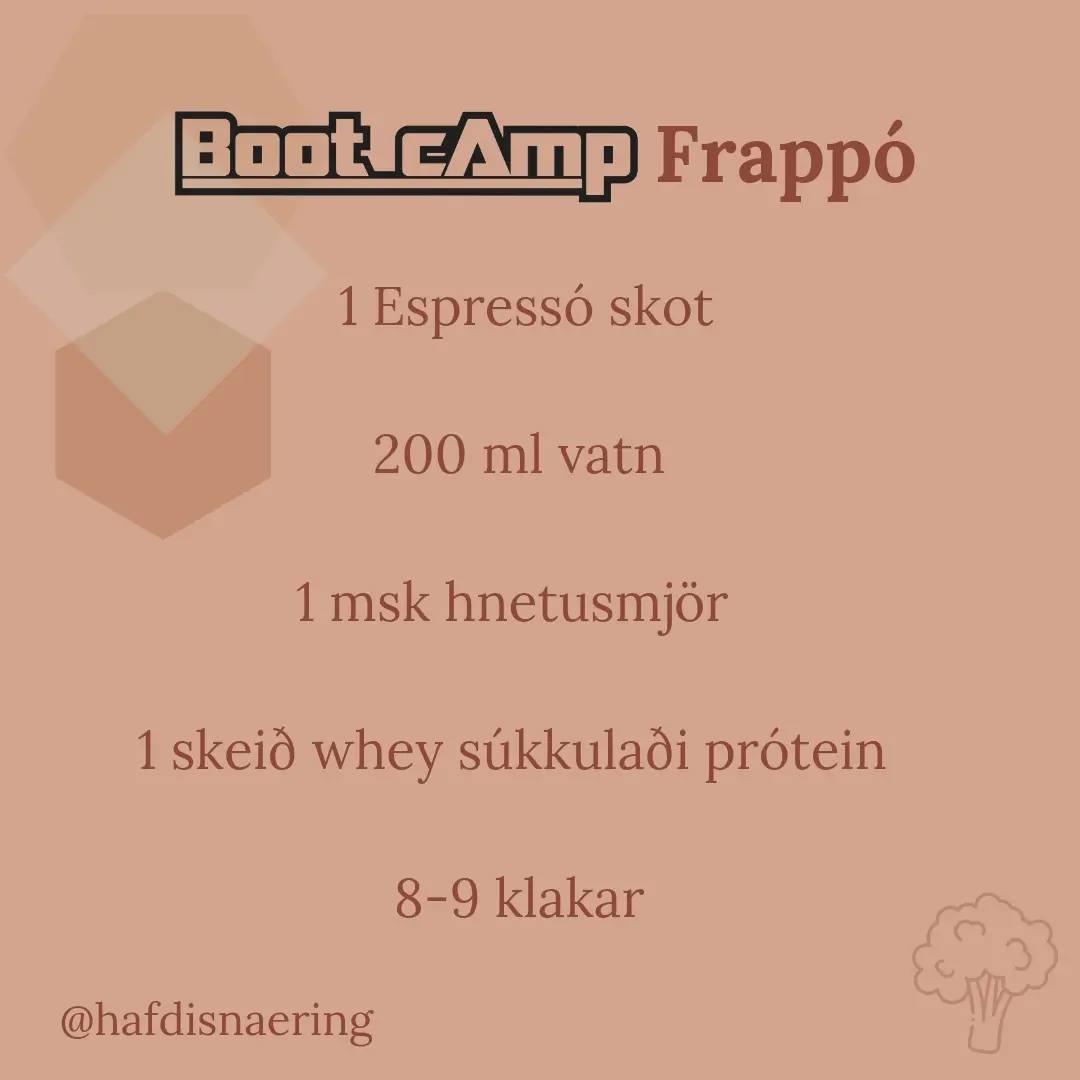 Boot cAmp Frappó
1 Espressó skot
200 ml vatn
1 msk hnetusmjör
1 skeið whey súkkulaði prótein
8-9 klakar
@hafdisnaering